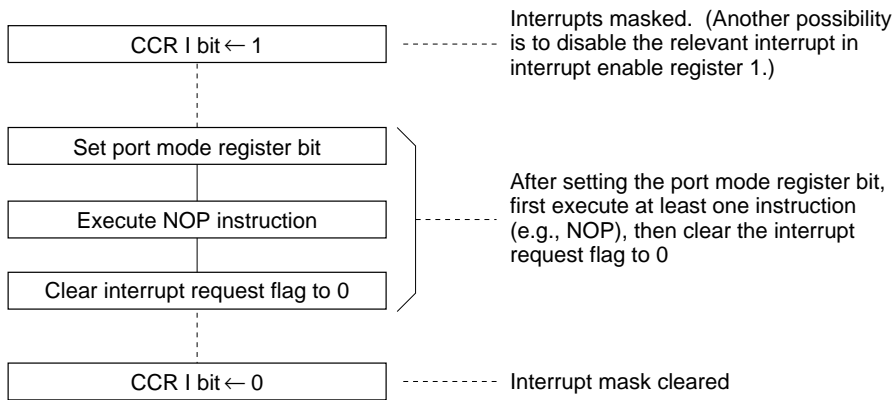 CCR I bit ← 1
Interrupts masked. (Another possibility
is to disable the relevant interrupt in
interrupt enable register 1.)
Set port mode register bit
Execute NOP instruction
Clear interrupt request flag to 0
After setting the port mode register bit,
first execute at least one instruction
(e.g., NOP), then clear the interrupt
request flag to 0
CCR I bit ← 0
Interrupt mask cleared